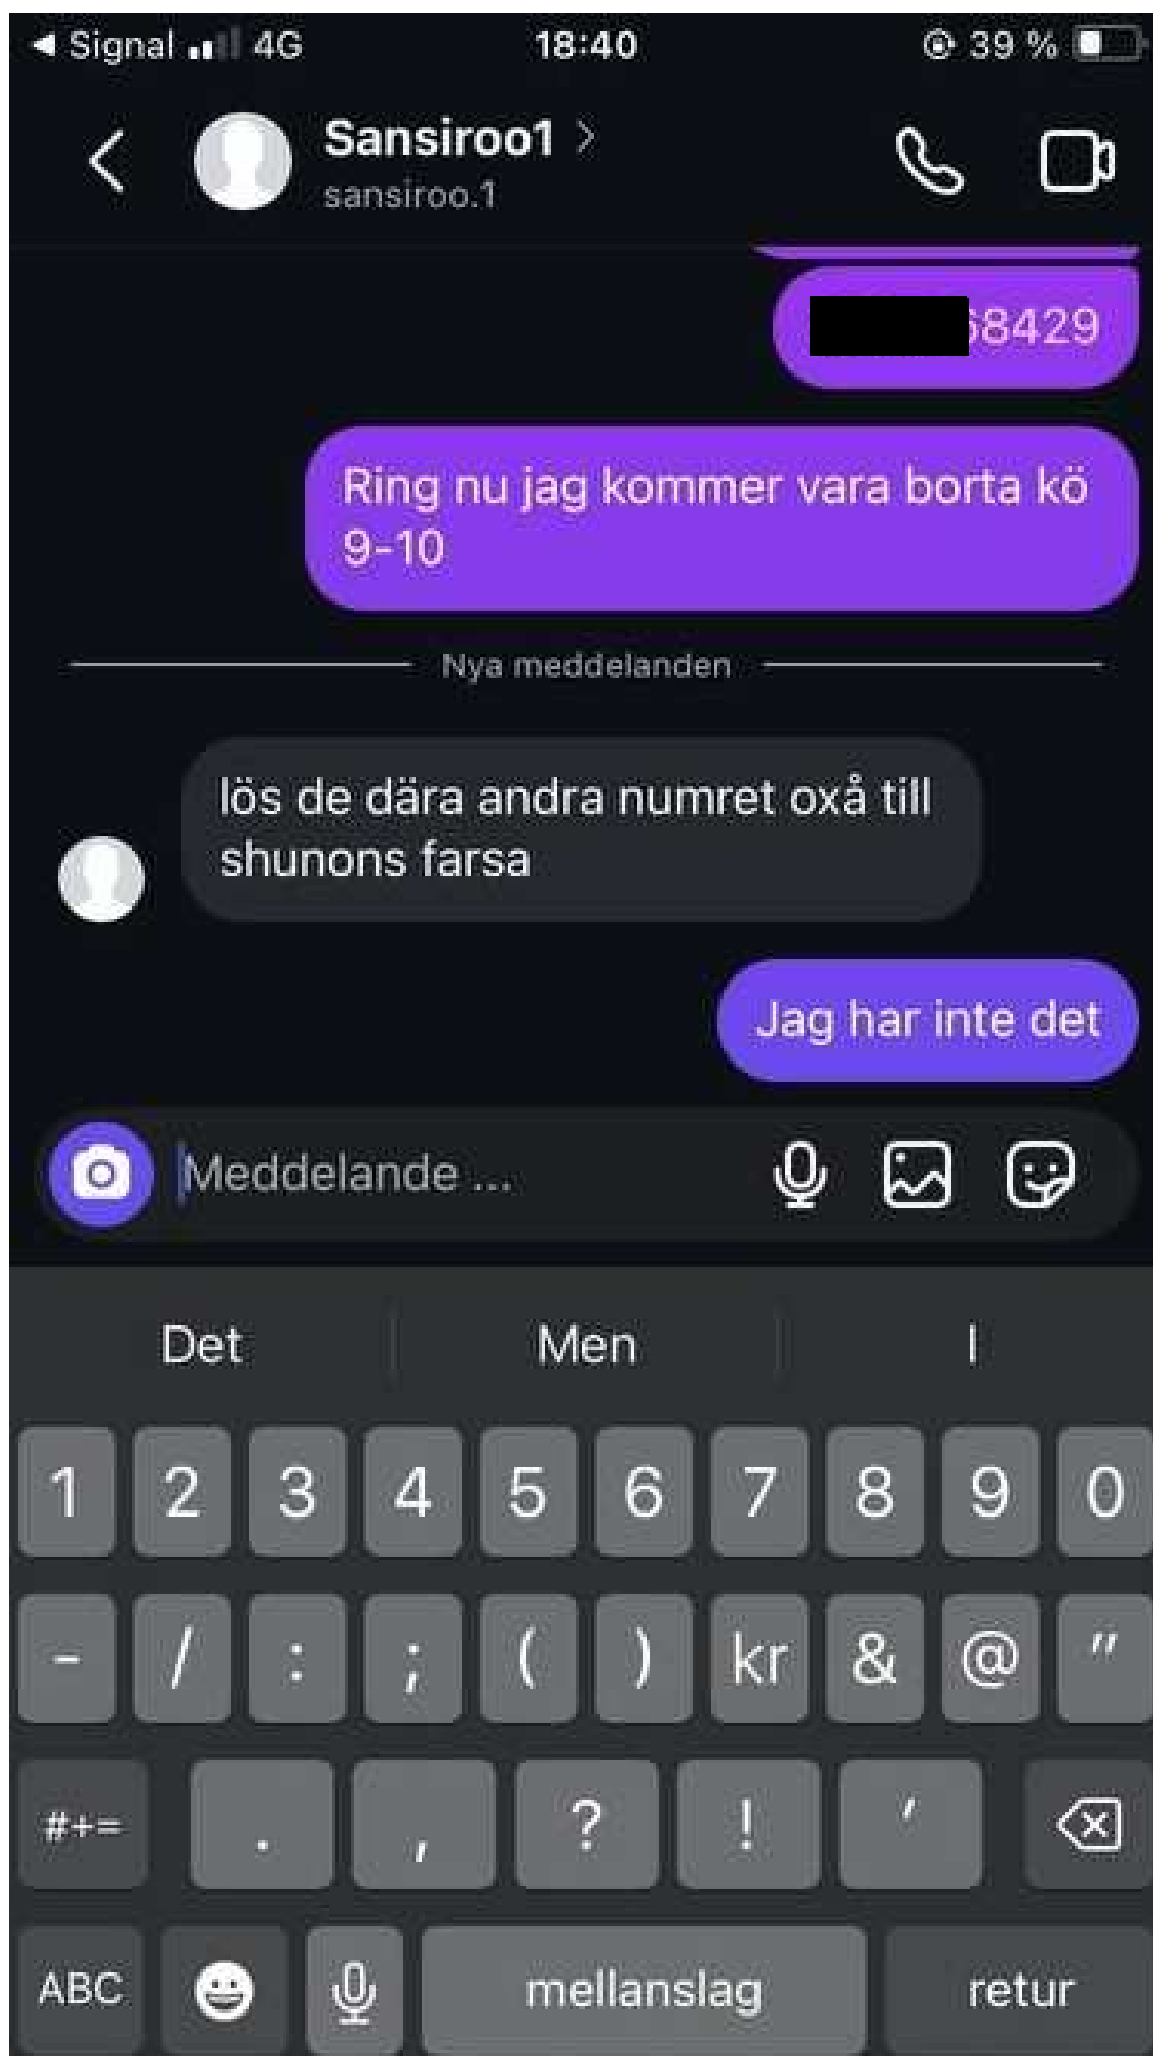 ◀ Signal 4G 18:40 39 %
Sansiroo1 >
sansiroo.1
68429
Ring nu jag kommer vara borta kö
9-10
Nya meddelanden
lös de dära andra numret oxå till
shunons farsa
Jag har inte det
Meddelande ...
Det Men I
1 2 3 4 5 6 7 8 9 0
- / : ; ( ) kr & @ "
#+= . , ? ! '
ABC mellanslag retur